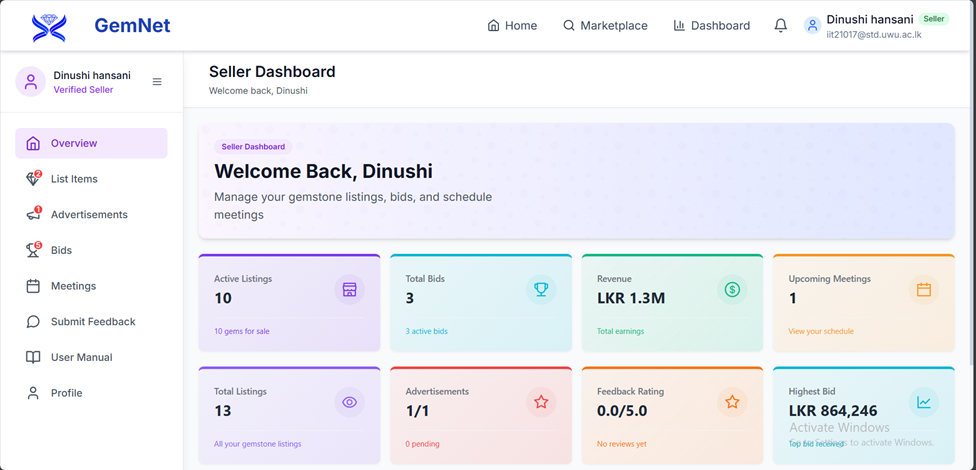 GemNet
Home
Marketplace
Dashboard
Dinushi hansani
Seller
iit21017@std.uwu.ac.lk
Dinushi hansani
Verified Seller
Overview
2
List Items
1
Advertisements
5
Bids
Meetings
Submit Feedback
User Manual
Profile
Seller Dashboard
Welcome back, Dinushi
Seller Dashboard
Welcome Back, Dinushi
Manage your gemstone listings, bids, and schedule
meetings
Active Listings
10
10 gems for sale
Total Bids
3
3 active bids
Revenue
LKR 1.3M
Total earnings
Upcoming Meetings
1
View your schedule
Total Listings
13
All your gemstone listings
Advertisements
1/1
0 pending
Feedback Rating
0.0/5.0
No reviews yet
Highest Bid
LKR 864,246
Top bid received
Activate Windows
Go to Settings to activate Windows.